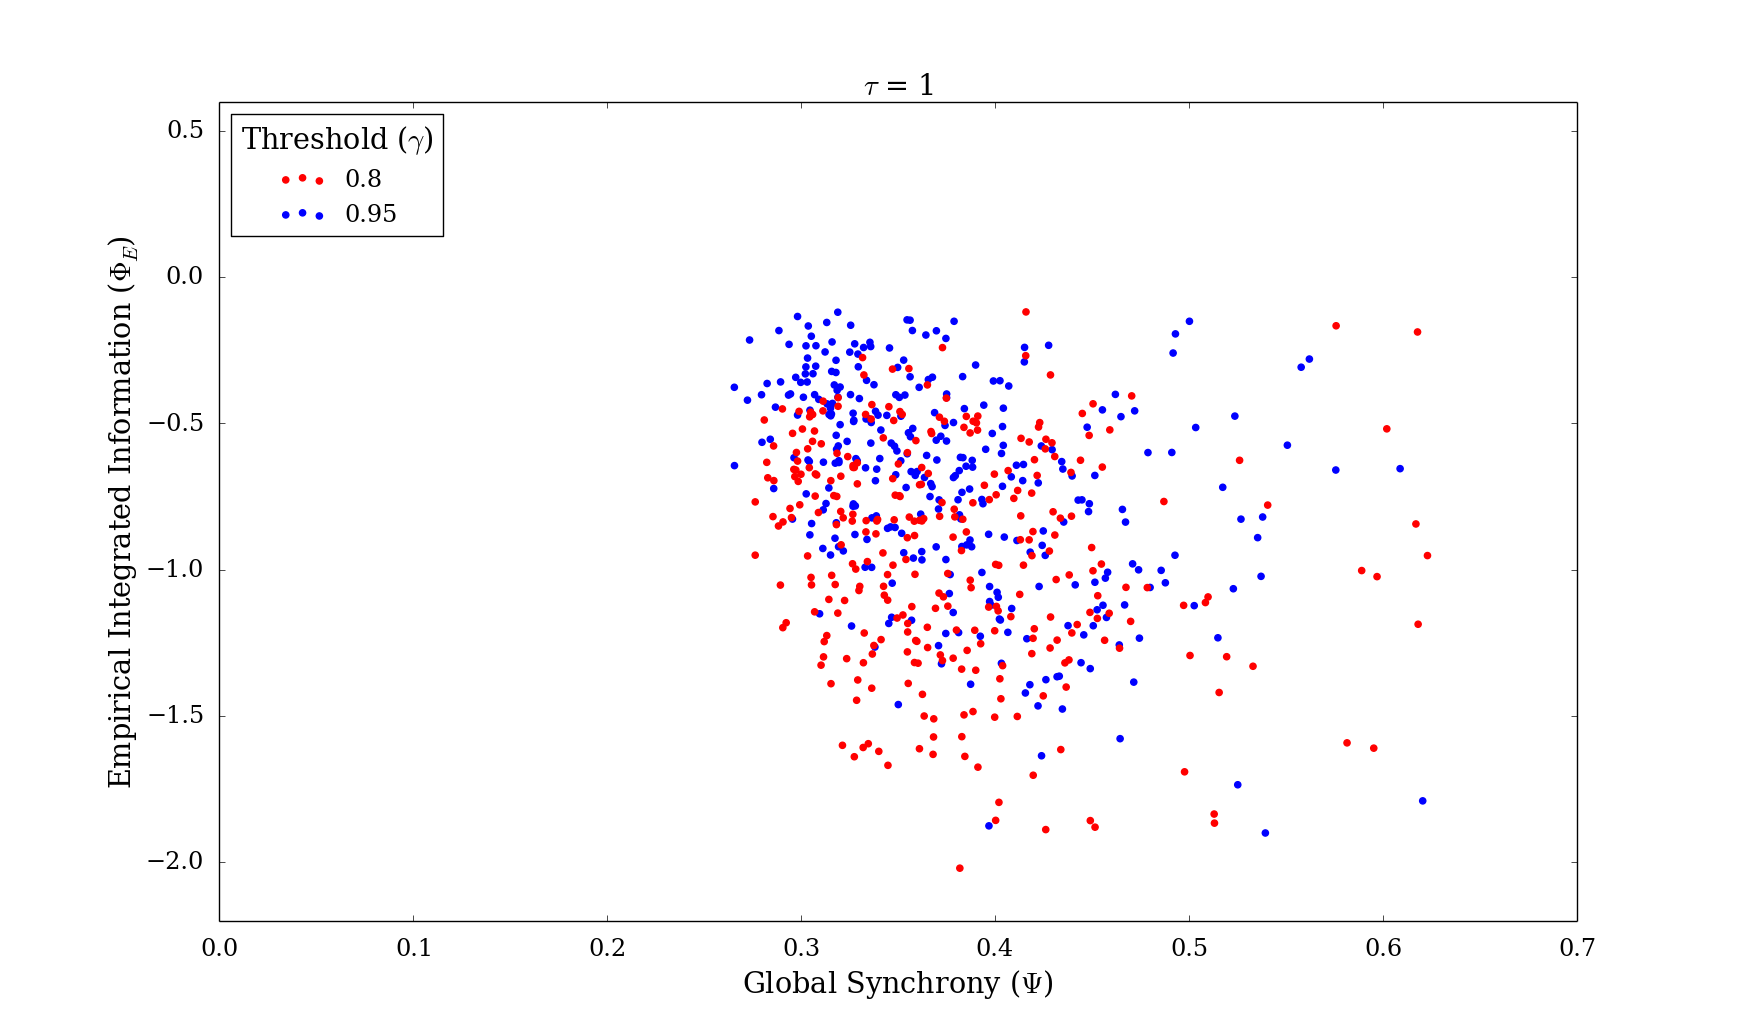 τ = 1
Threshold (γ)
0.8
0.95
Empirical Integrated Information (Φ_E)
0.5
0.0
−0.5
−1.0
−1.5
−2.0
0.0 0.1 0.2 0.3 0.4 0.5 0.6 0.7
Global Synchrony (Ψ)